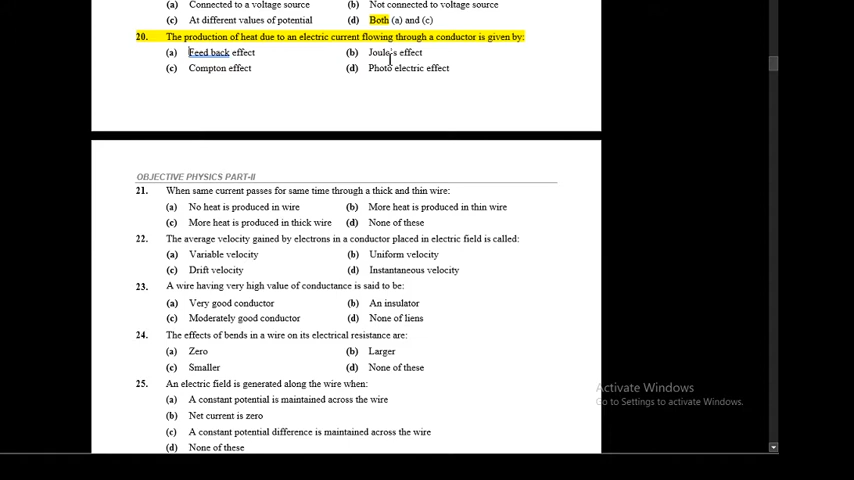 (a) Connected to a voltage source (b) Not connected to voltage source
(c) At different values of potential (d) Both (a) and (c)
20. The production of heat due to an electric current flowing through a conductor is given by:
(a) Feed back effect (b) Joule's effect
(c) Compton effect (d) Photo electric effect
OBJECTIVE PHYSICS PART-II
21. When same current passes for same time through a thick and thin wire:
(a) No heat is produced in wire (b) More heat is produced in thin wire
(c) More heat is produced in thick wire (d) None of these
22. The average velocity gained by electrons in a conductor placed in electric field is called:
(a) Variable velocity (b) Uniform velocity
(c) Drift velocity (d) Instantaneous velocity
23. A wire having very high value of conductance is said to be:
(a) Very good conductor (b) An insulator
(c) Moderately good conductor (d) None of liens
24. The effects of bends in a wire on its electrical resistance are:
(a) Zero (b) Larger
(c) Smaller (d) None of these
25. An electric field is generated along the wire when:
(a) A constant potential is maintained across the wire
(b) Net current is zero
(c) A constant potential difference is maintained across the wire
(d) None of these
Activate Windows
Go to Settings to activate Windows.